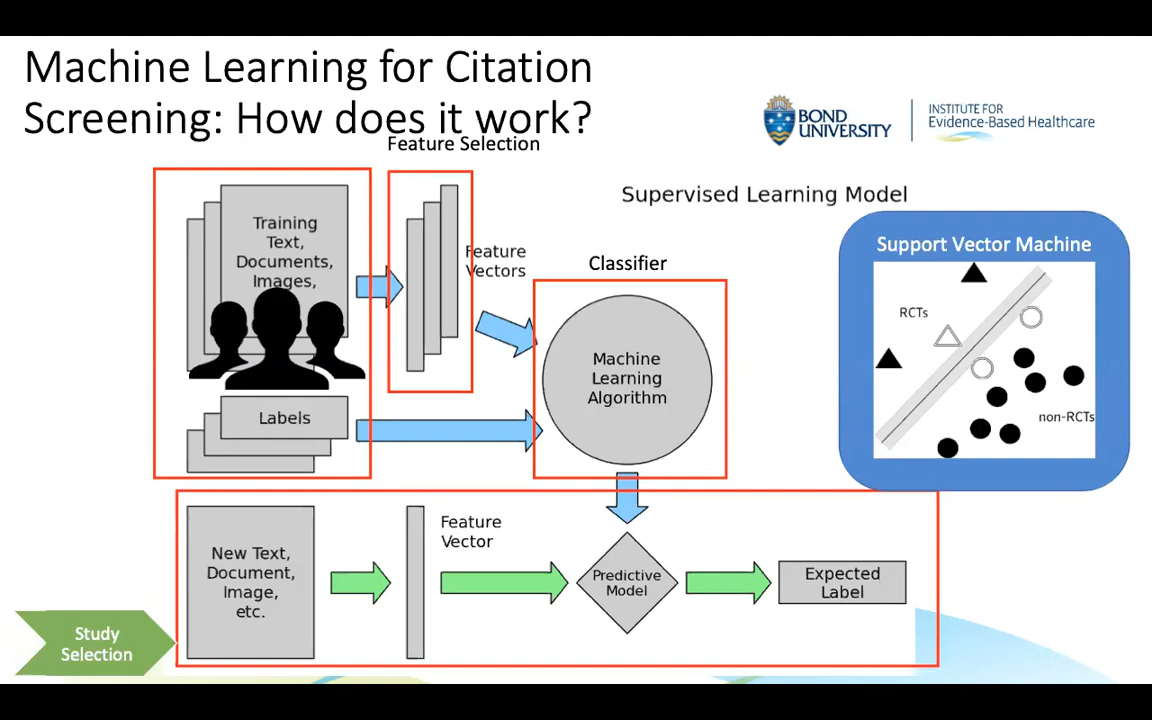 Machine Learning for Citation
Screening: How does it work?
BOND
UNIVERSITY
INSTITUTE FOR
Evidence-Based Healthcare
Feature Selection
Supervised Learning Model
Training
Text,
Documents,
Images,
Feature
Vectors
Classifier
Machine
Learning
Algorithm
Labels
Support Vector Machine
RCTs
non-RCTs
New Text,
Document,
Image,
etc.
Feature
Vector
Predictive
Model
Expected
Label
Study
Selection